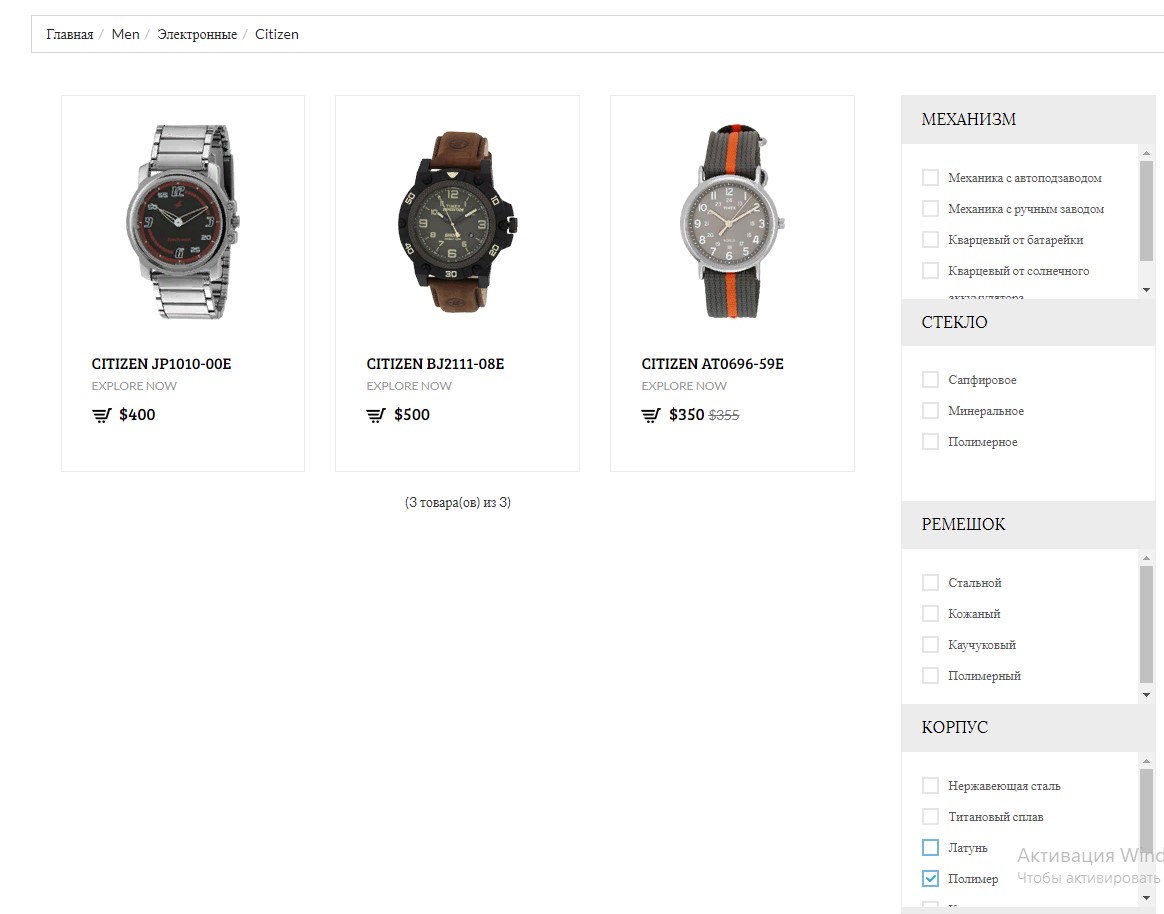 Главная / Men / Электронные / Citizen
CITIZEN JP1010-00E
EXPLORE NOW
$400
CITIZEN BJ2111-08E
EXPLORE NOW
$500
CITIZEN AT0696-59E
EXPLORE NOW
$350 $355
(3 товара(ов) из 3)
МЕХАНИЗМ
Механика с автоподзаводом
Механика с ручным заводом
Кварцевый от батарейки
Кварцевый от солнечного
аккумулятора
СТЕКЛО
Сапфировое
Минеральное
Полимерное
РЕМЕШОК
Стальной
Кожаный
Каучуковый
Полимерный
КОРПУС
Нержавеющая сталь
Титановый сплав
Латунь
Полимер
Активация Wind
Чтобы активировать